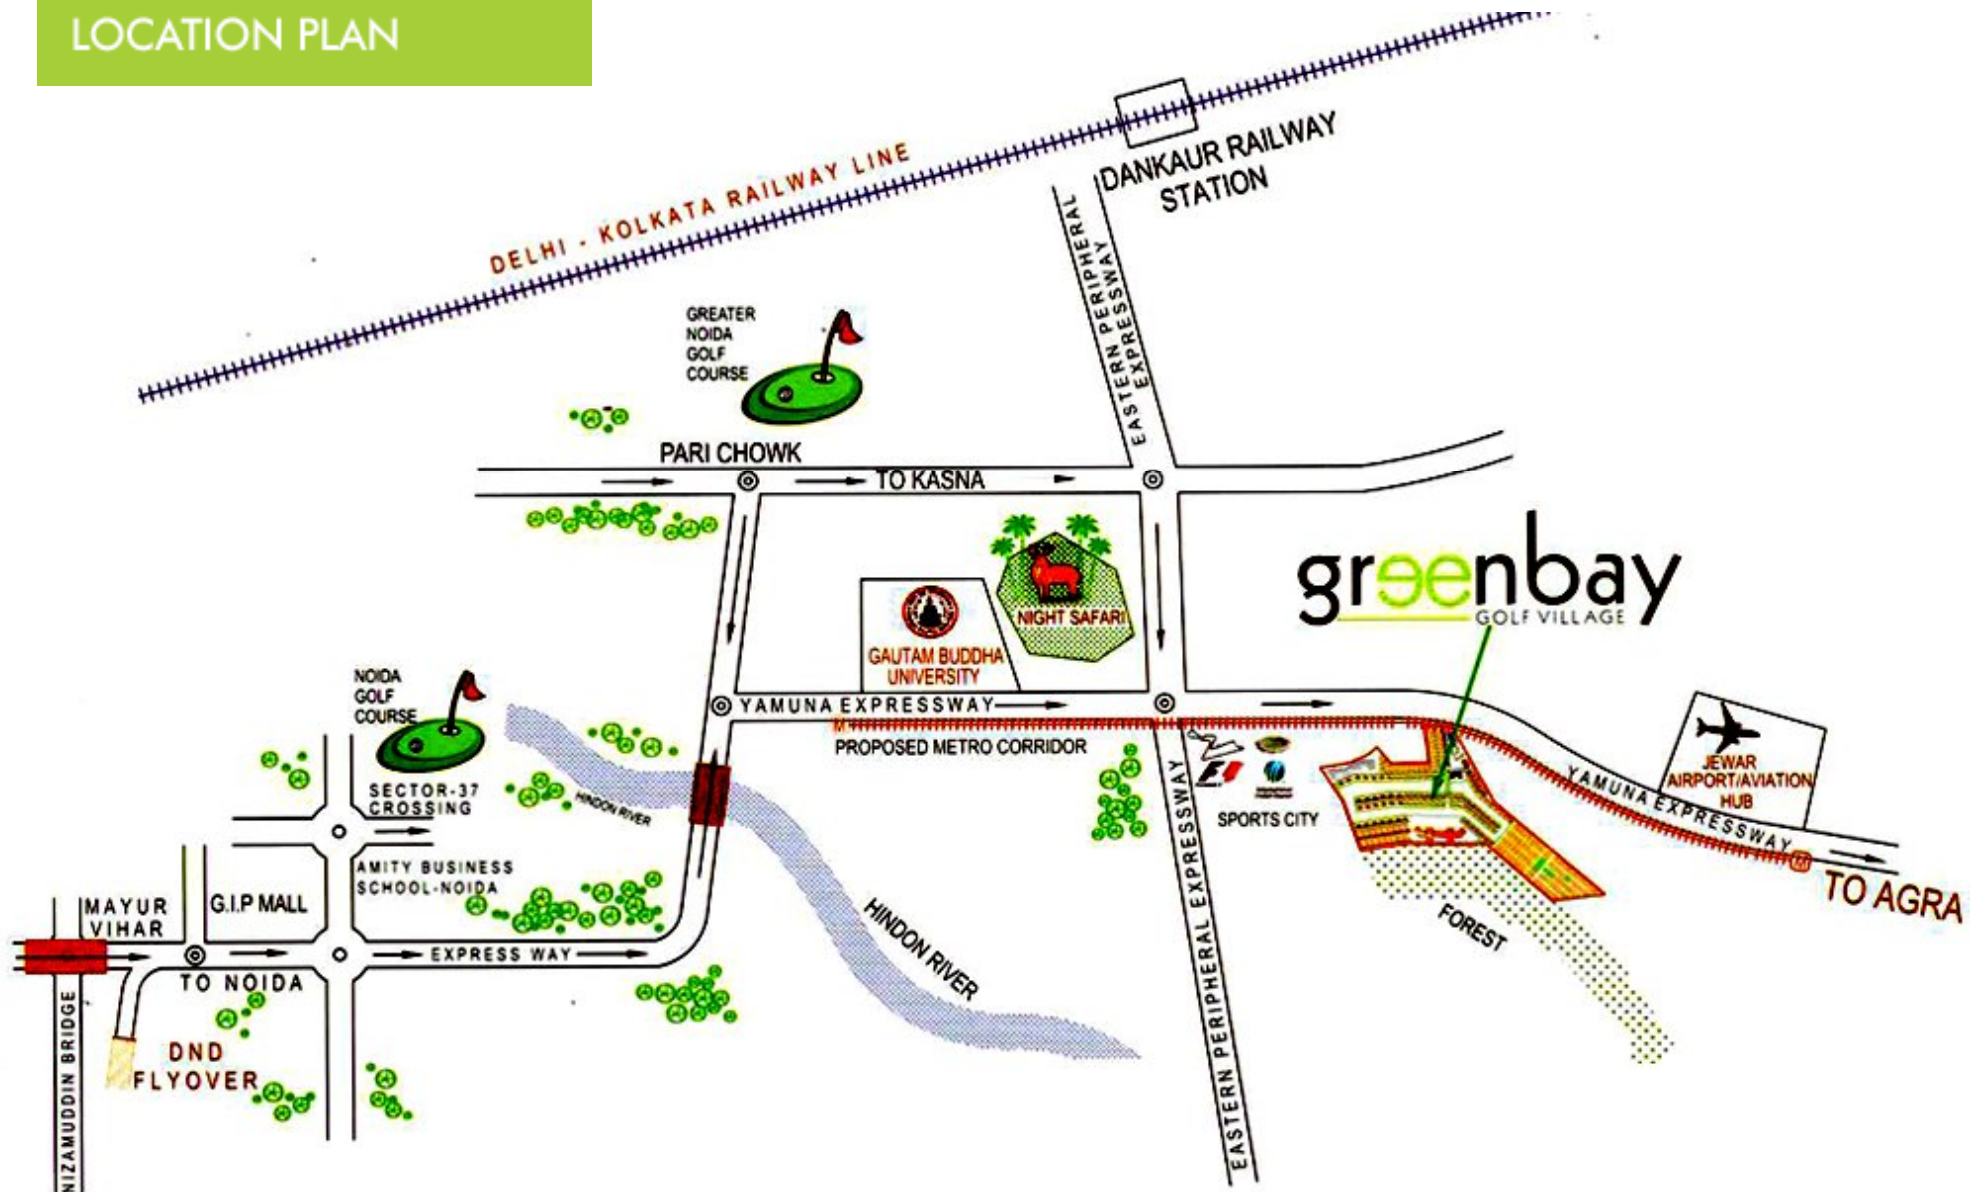 LOCATION PLAN
DELHI - KOLKATA RAILWAY LINE
DANKAUR RAILWAY
STATION
EASTERN PERIPHERAL
EXPRESSWAY
GREATER
NOIDA
GOLF
COURSE
PARI CHOWK
TO KASNA
greenbay
GOLF VILLAGE
NIGHT SAFARI
GAUTAM BUDDHA
UNIVERSITY
NOIDA
GOLF
COURSE
YAMUNA EXPRESSWAY
M
PROPOSED METRO CORRIDOR
JEWAR
AIRPORT/AVIATION
HUB
YAMUNA EXPRESSWAY
M
TO AGRA
SPORTS CITY
SECTOR-37
CROSSING
HINDON RIVER
AMITY BUSINESS
SCHOOL-NOIDA
MAYUR
VIHAR
G.I.P MALL
EXPRESS WAY
TO NOIDA
HINDON RIVER
FOREST
EASTERN PERIPHERAL EXPRESSWAY
NIZAMUDDIN BRIDGE
DND
FLYOVER